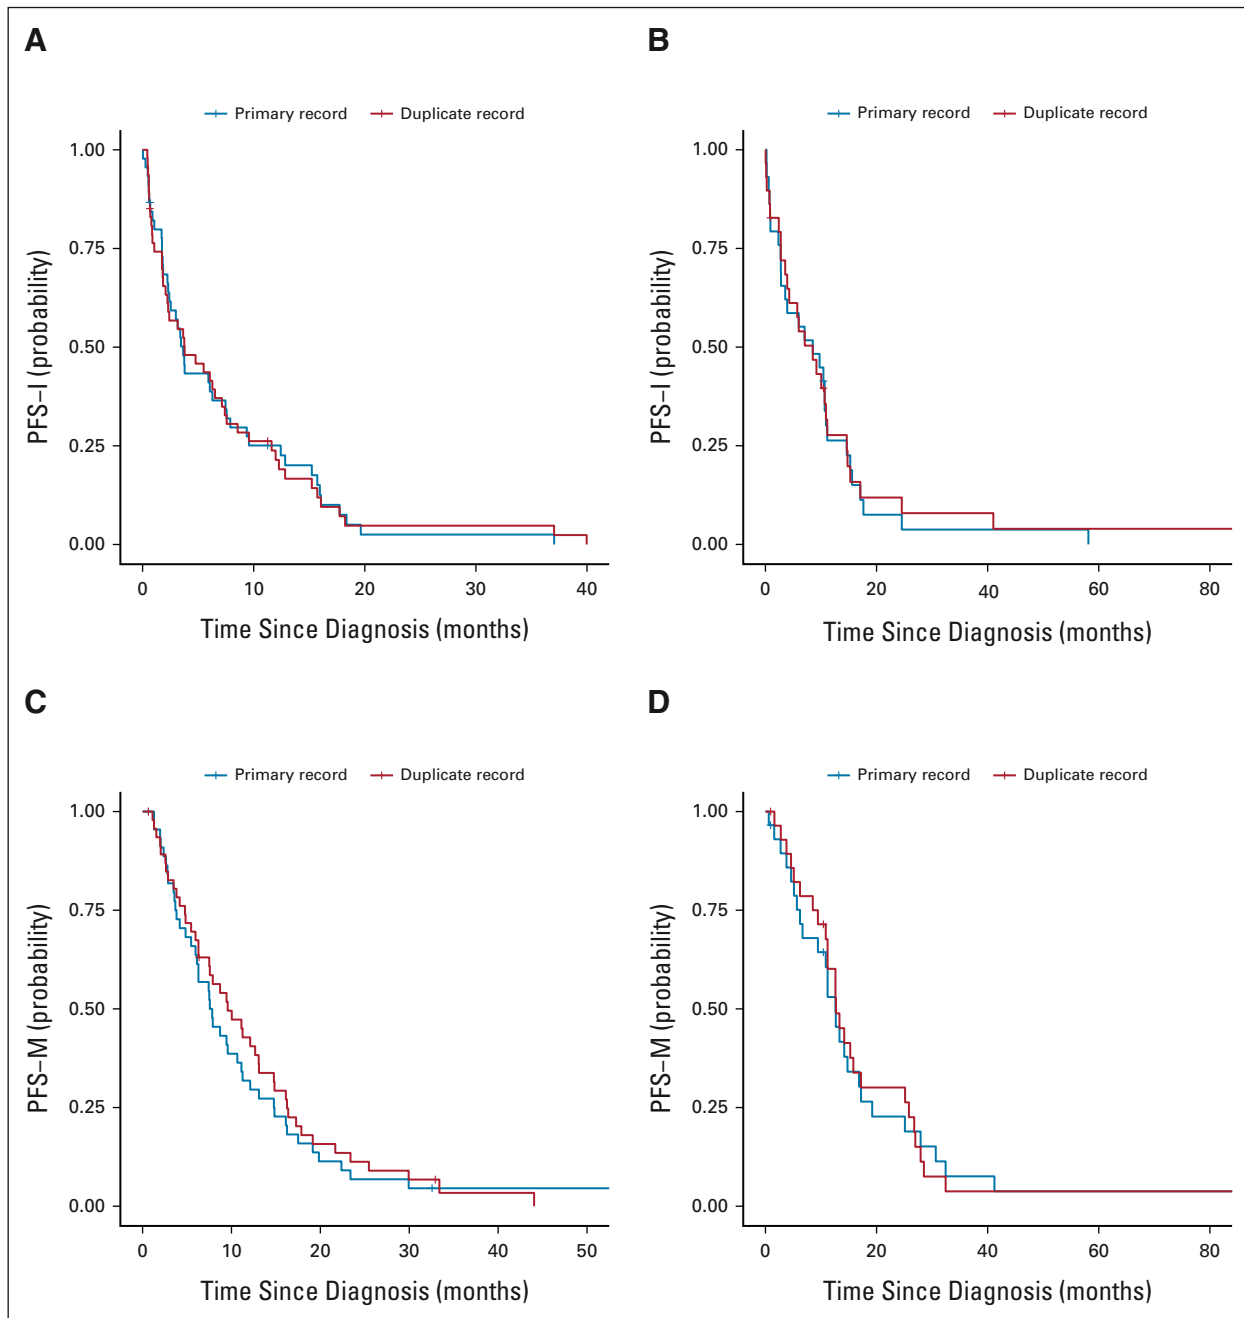 A
Primary record
Duplicate record
1.00
0.75
0.50
0.25
0.00
PFS–I (probability)
0
10
20
30
40
Time Since Diagnosis (months)
B
Primary record
Duplicate record
1.00
0.75
0.50
0.25
0.00
PFS–I (probability)
0
20
40
60
80
Time Since Diagnosis (months)
C
Primary record
Duplicate record
1.00
0.75
0.50
0.25
0.00
PFS–M (probability)
0
10
20
30
40
50
Time Since Diagnosis (months)
D
Primary record
Duplicate record
1.00
0.75
0.50
0.25
0.00
PFS–M (probability)
0
20
40
60
80
Time Since Diagnosis (months)